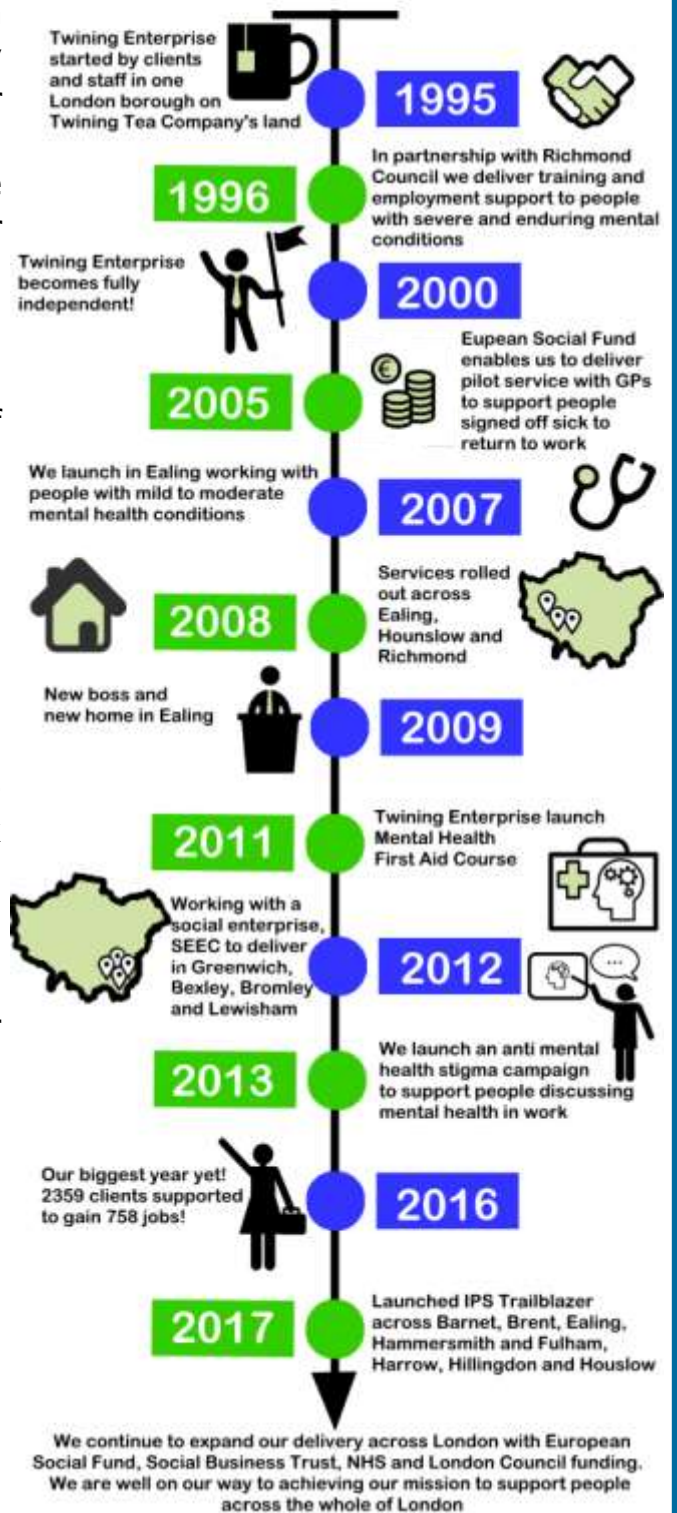 Twining Enterprise
started by clients
and staff in one
London borough on
Twining Tea Company's land
1995
1996
In partnership with Richmond
Council we deliver training and
employment support to people
with severe and enduring mental
conditions
Twining Enterprise
becomes fully
independent!
2000
2005
Eupean Social Fund
enables us to deliver
pilot service with GPs
to support people
signed off sick to
return to work
We launch in Ealing working with
people with mild to moderate
mental health conditions
2007
2008
Services rolled
out across
Ealing,
Hounslow and
Richmond
New boss and
new home in Ealing
2009
2011
Twining Enterprise launch
Mental Health
First Aid Course
Working with a
social enterprise,
SEEC to deliver
in Greenwich,
Bexley, Bromley
and Lewisham
2012
2013
We launch an anti mental
health stigma campaign
to support people discussing
mental health in work
Our biggest year yet!
2359 clients supported
to gain 758 jobs!
2016
2017
Launched IPS Trailblazer
across Barnet, Brent, Ealing,
Hammersmith and Fulham,
Harrow, Hillingdon and Houslow
We continue to expand our delivery across London with European
Social Fund, Social Business Trust, NHS and London Council funding.
We are well on our way to achieving our mission to support people
across the whole of London